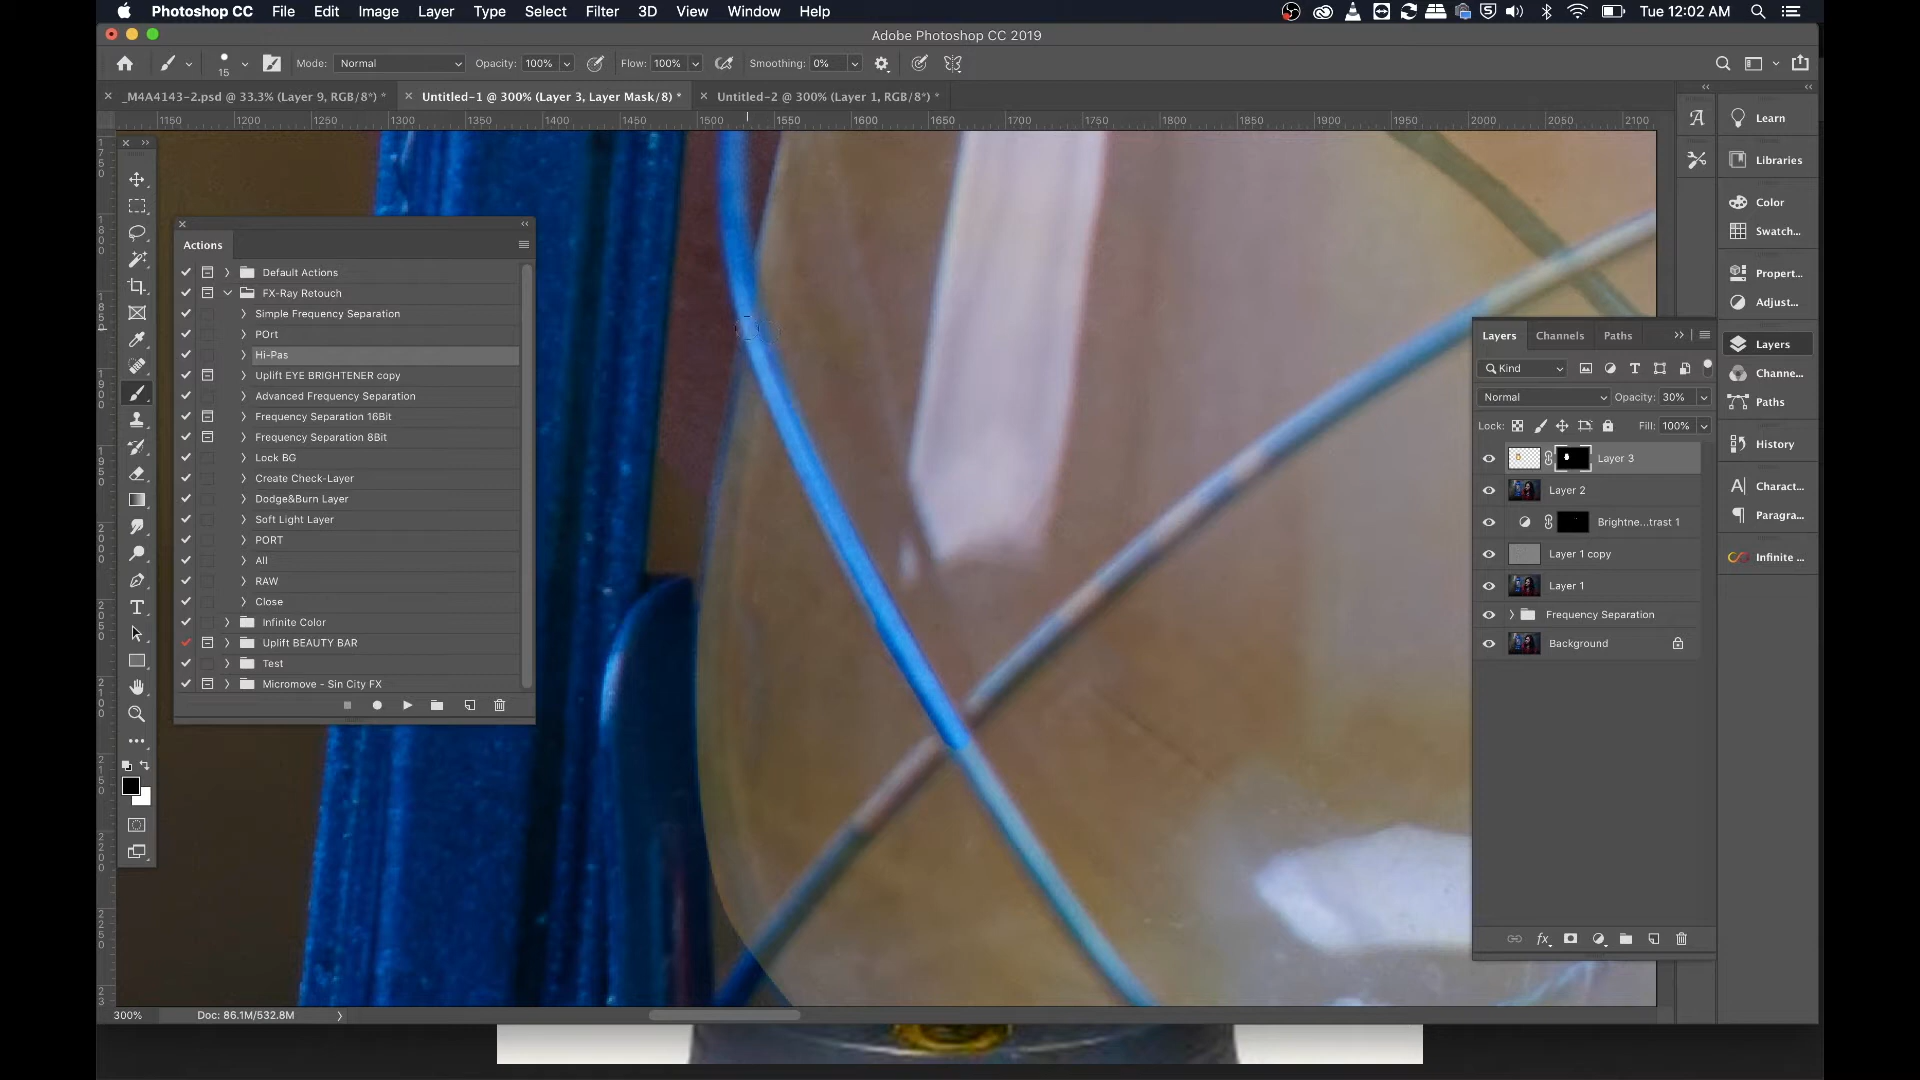 Photoshop CC File Edit Image Layer Type Select Filter 3D View Window Help Tue 12:02 AM
Adobe Photoshop CC 2019
15 Mode: Normal Opacity: 100% Flow: 100% Smoothing: 0%
_M4A4143-2.psd @ 33.3% (Layer 9, RGB/8*) * Untitled-1 @ 300% (Layer 3, Layer Mask/8) * Untitled-2 @ 300% (Layer 1, RGB/8*) *
1150 1200 1250 1300 1350 1400 1450 1500 1550 1600 1650 1700 1750 1800 1850 1900 1950 2000 2050 2100
Actions
Default Actions
FX-Ray Retouch
Simple Frequency Separation
POrt
Hi-Pas
Uplift EYE BRIGHTENER copy
Advanced Frequency Separation
Frequency Separation 16Bit
Frequency Separation 8Bit
Lock BG
Create Check-Layer
Dodge&Burn Layer
Soft Light Layer
PORT
All
RAW
Close
Infinite Color
Uplift BEAUTY BAR
Test
Micromove - Sin City FX
Layers Channels Paths
Kind
Normal Opacity: 30%
Lock: Fill: 100%
Layer 3
Layer 2
Brightne...trast 1
Layer 1 copy
Layer 1
Frequency Separation
Background
Learn
Libraries
Color
Swatch...
Propert...
Adjust...
Layers
Channe...
Paths
History
Charact...
Paragra...
Infinite ...
300% Doc: 86.1M/532.8M